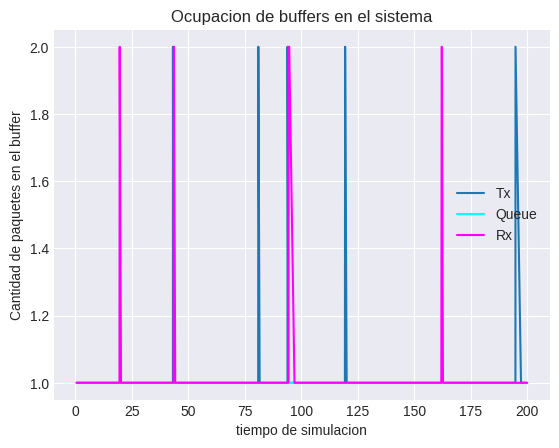 Ocupacion de buffers en el sistema
Cantidad de paquetes en el buffer
2.0
1.8
1.6
1.4
1.2
1.0
Tx
Queue
Rx
0
25
50
75
100
125
150
175
200
tiempo de simulacion